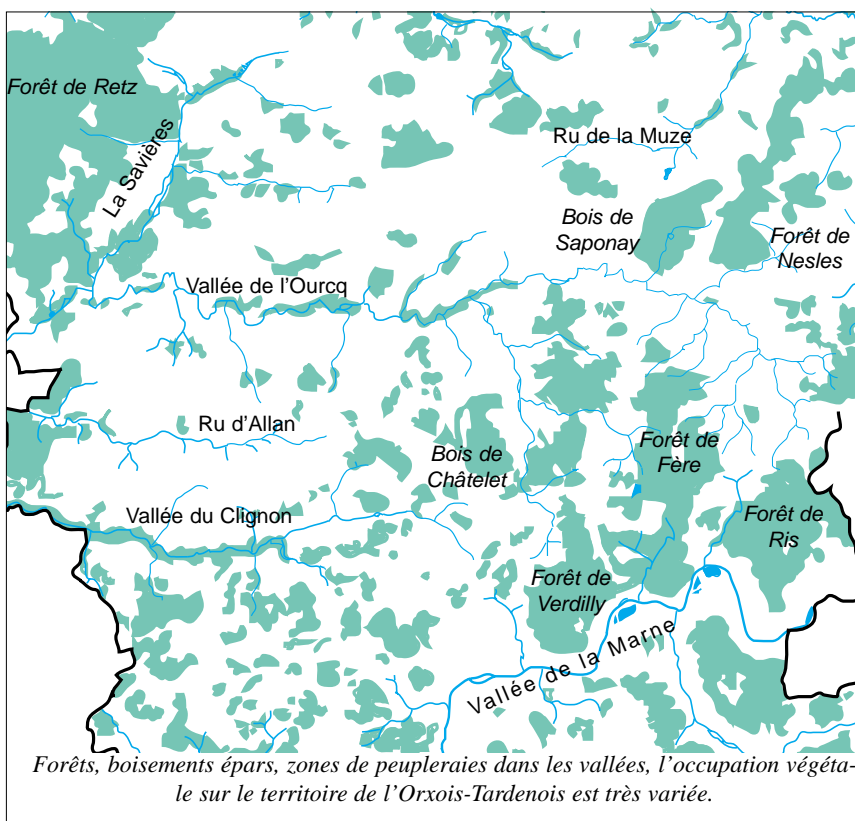 Forêt de Retz
La Savières
Ru de la Muze
Bois de
Saponay
Forêt de
Nesles
Vallée de l'Ourcq
Ru d'Allan
Bois de
Châtelet
Forêt de
Fère
Vallée du Clignon
Forêt de
Ris
Forêt de
Verdilly
Vallée de la Marne
Forêts, boisements épars, zones de peupleraies dans les vallées, l'occupation végéta-
le sur le territoire de l'Orxois-Tardenois est très variée.